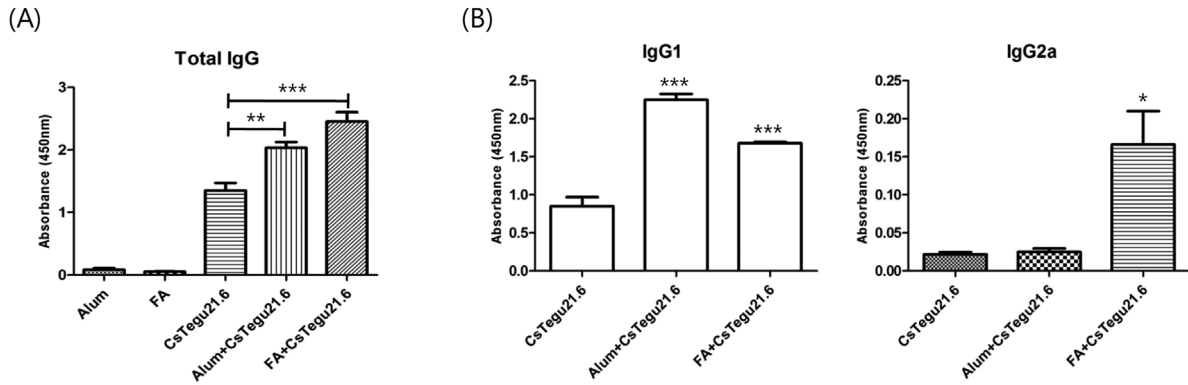 (A)
Total IgG
Absorbance (450nm)
3
2
1
0
***
**
Alum
FA
CsTegu21.6
Alum+CsTegu21.6
FA+CsTegu21.6
(B)
IgG1
Absorbance (450nm)
2.5
2.0
1.5
1.0
0.5
0.0
***
***
CsTegu21.6
Alum+CsTegu21.6
FA+CsTegu21.6
IgG2a
Absorbance (450nm)
0.25
0.20
0.15
0.10
0.05
0.00
*
CsTegu21.6
Alum+CsTegu21.6
FA+CsTegu21.6